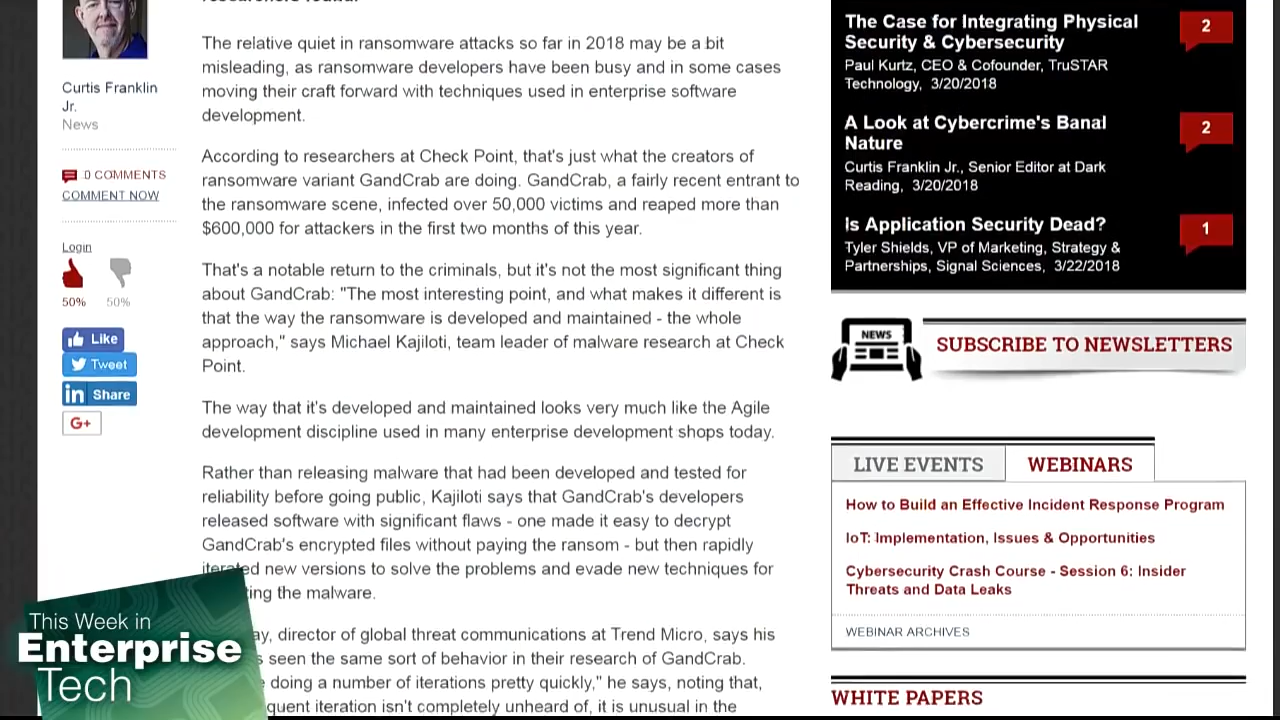 Curtis Franklin
Jr.
News
0 COMMENTS
COMMENT NOW
Login
50% 50%
Like
Tweet
in Share
G+
The relative quiet in ransomware attacks so far in 2018 may be a bit
misleading, as ransomware developers have been busy and in some cases
moving their craft forward with techniques used in enterprise software
development.
According to researchers at Check Point, that's just what the creators of
ransomware variant GandCrab are doing. GandCrab, a fairly recent entrant to
the ransomware scene, infected over 50,000 victims and reaped more than
$600,000 for attackers in the first two months of this year.
That's a notable return to the criminals, but it's not the most significant thing
about GandCrab: "The most interesting point, and what makes it different is
that the way the ransomware is developed and maintained - the whole
approach," says Michael Kajiloti, team leader of malware research at Check
Point.
The way that it's developed and maintained looks very much like the Agile
development discipline used in many enterprise development shops today.
Rather than releasing malware that had been developed and tested for
reliability before going public, Kajiloti says that GandCrab's developers
released software with significant flaws - one made it easy to decrypt
GandCrab's encrypted files without paying the ransom - but then rapidly
iterated new versions to solve the problems and evade new techniques for
the malware.
director of global threat communications at Trend Micro, says his
seen the same sort of behavior in their research of GandCrab.
doing a number of iterations pretty quickly," he says, noting that,
iteration isn't completely unheard of, it is unusual in the
The Case for Integrating Physical
Security & Cybersecurity
2
Paul Kurtz, CEO & Cofounder, TruSTAR
Technology, 3/20/2018
A Look at Cybercrime's Banal
Nature
2
Curtis Franklin Jr., Senior Editor at Dark
Reading, 3/20/2018
Is Application Security Dead?
1
Tyler Shields, VP of Marketing, Strategy &
Partnerships, Signal Sciences, 3/22/2018
NEWS
SUBSCRIBE TO NEWSLETTERS
LIVE EVENTS WEBINARS
How to Build an Effective Incident Response Program
IoT: Implementation, Issues & Opportunities
Cybersecurity Crash Course - Session 6: Insider
Threats and Data Leaks
WEBINAR ARCHIVES
WHITE PAPERS
This Week in
Enterprise
Tech